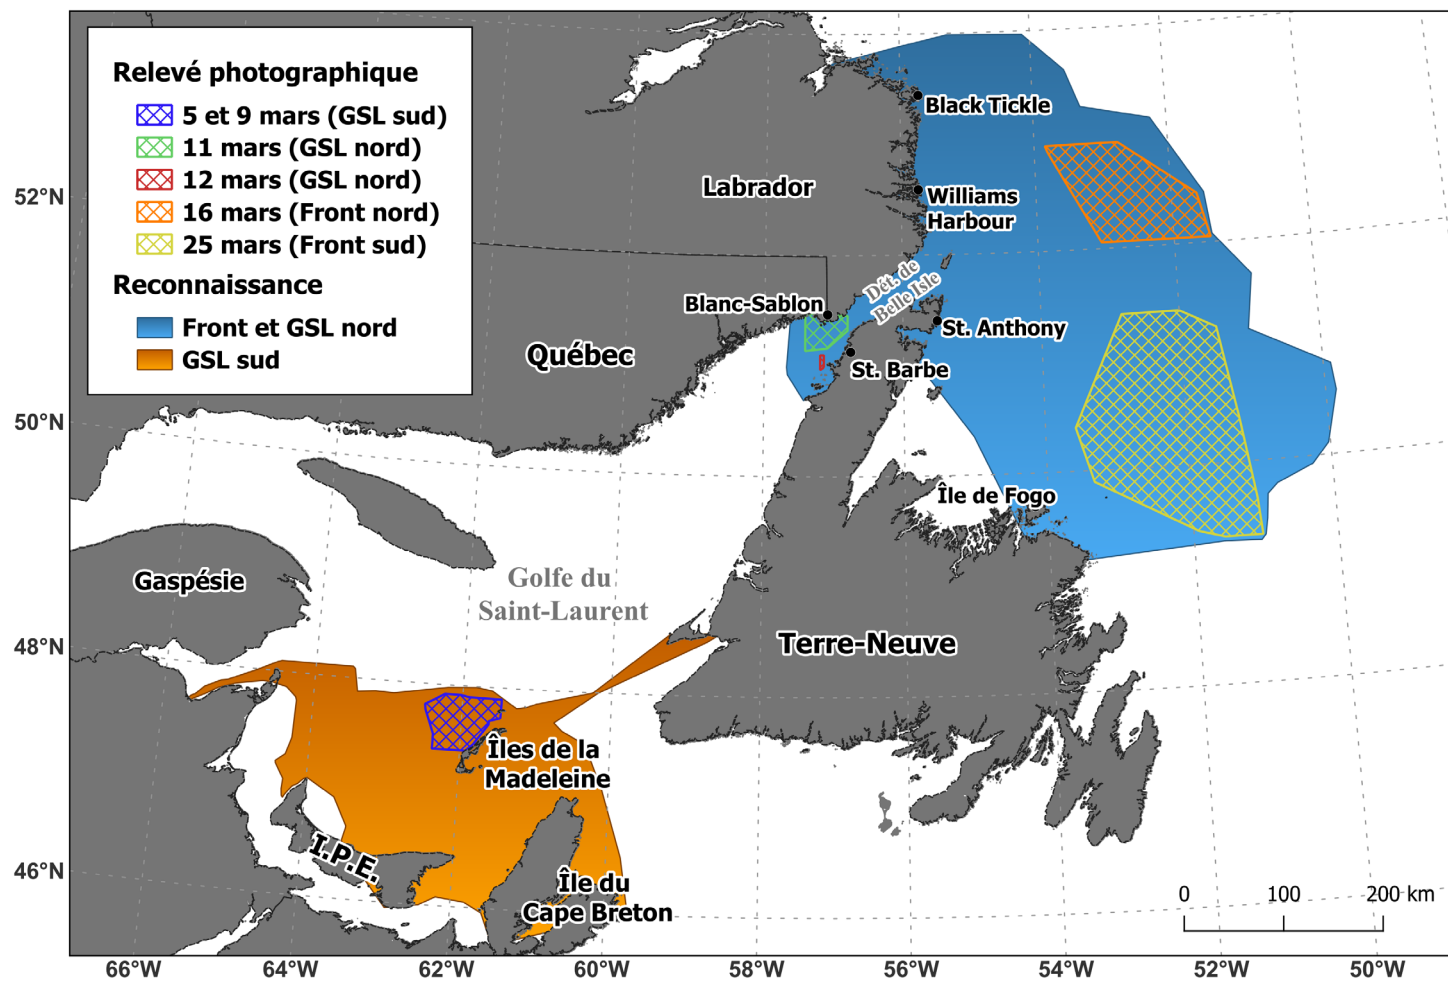 Relevé photographique
5 et 9 mars (GSL sud)
11 mars (GSL nord)
12 mars (GSL nord)
16 mars (Front nord)
25 mars (Front sud)
Reconnaissance
Front et GSL nord
GSL sud
Black Tickle
Labrador
Williams
Harbour
Dét. de
Belle Isle
Blanc-Sablon
St. Anthony
Québec
St. Barbe
Île de Fogo
Gaspésie
Golfe du
Saint-Laurent
Terre-Neuve
Îles de la
Madeleine
I.P.E.
Île du
Cape Breton
0 100 200 km
52°N
50°N
48°N
46°N
66°W 64°W 62°W 60°W 58°W 56°W 54°W 52°W 50°W